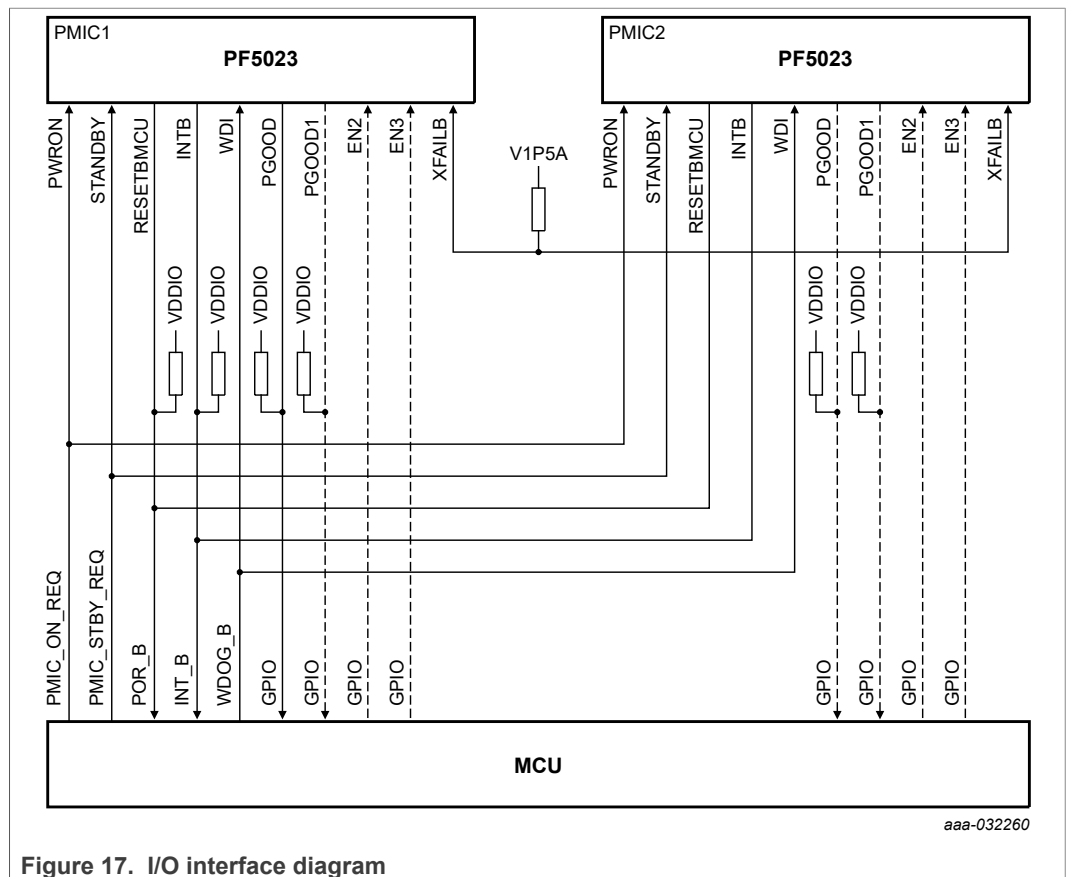 PMIC1
PF5023
PMIC2
PF5023
PWRON
STANDBY
RESETBMCU
INTB
WDI
PGOOD
PGOOD1
EN2
EN3
XFAILB
V1P5A
PWRON
STANDBY
RESETBMCU
INTB
WDI
PGOOD
PGOOD1
EN2
EN3
XFAILB
VDDIO
VDDIO
VDDIO
VDDIO
VDDIO
VDDIO
PMIC_ON_REQ
PMIC_STBY_REQ
POR_B
INT_B
WDOG_B
GPIO
GPIO
GPIO
GPIO
GPIO
GPIO
GPIO
GPIO
MCU
aaa-032260
Figure 17. I/O interface diagram